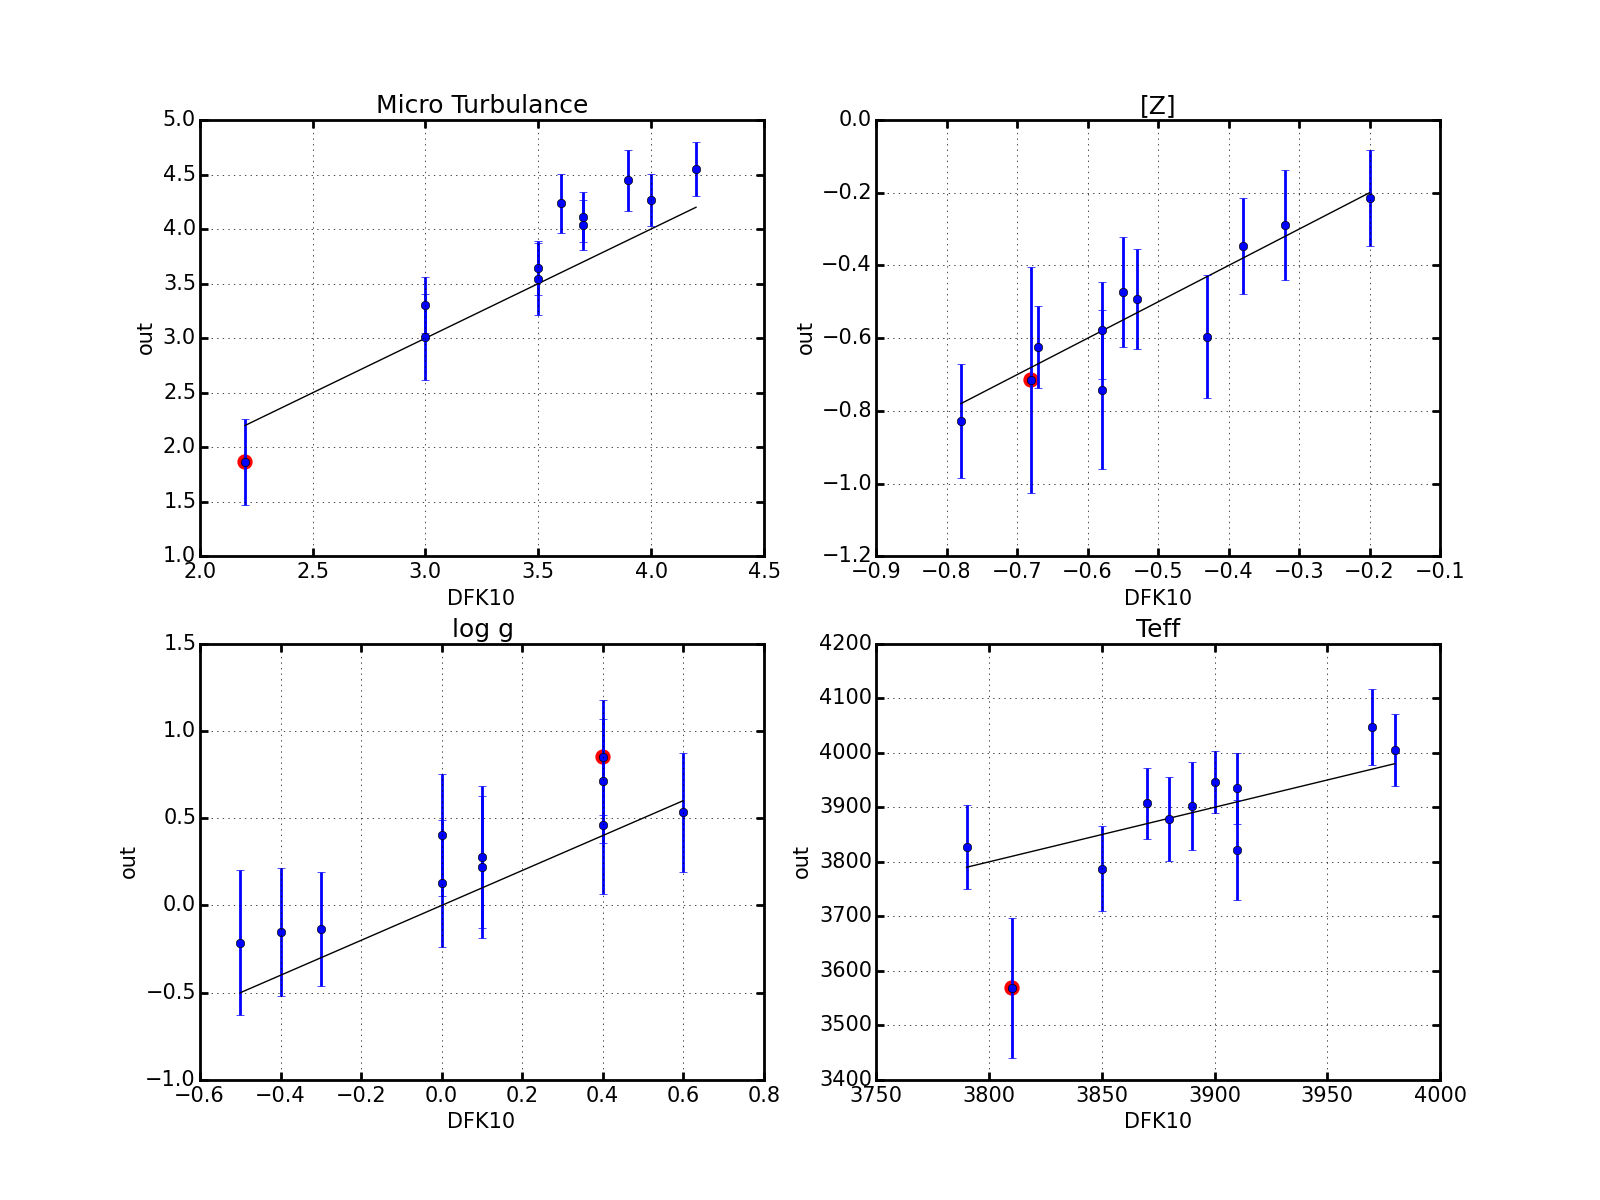 Micro Turbulance
5.0
4.5
4.0
3.5
3.0
2.5
2.0
1.5
1.0
out
2.0 2.5 3.0 3.5 4.0 4.5
DFK10
[Z]
0.0
−0.2
−0.4
−0.6
−0.8
−1.0
−1.2
out
−0.9 −0.8 −0.7 −0.6 −0.5 −0.4 −0.3 −0.2 −0.1
DFK10
log g
1.5
1.0
0.5
0.0
−0.5
−1.0
out
−0.6 −0.4 −0.2 0.0 0.2 0.4 0.6 0.8
DFK10
Teff
4200
4100
4000
3900
3800
3700
3600
3500
3400
out
3750 3800 3850 3900 3950 4000
DFK10